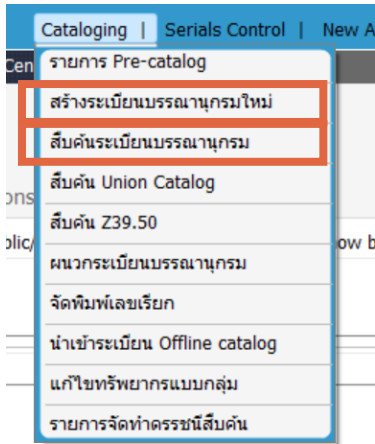 Cataloging | Serials Control | New A
Cen รายการ Pre-catalog
สร้างระเบียนบรรณานุกรมใหม่
สืบค้นระเบียนบรรณานุกรม
ons สืบค้น Union Catalog
สืบค้น Z39.50
blic/ ow b
ผนวกระเบียนบรรณานุกรม
จัดพิมพ์เลขเรียก
นำเข้าระเบียน Offline catalog
แก้ไขทรัพยากรแบบกลุ่ม
รายการจัดทำดรรชนีสืบค้น